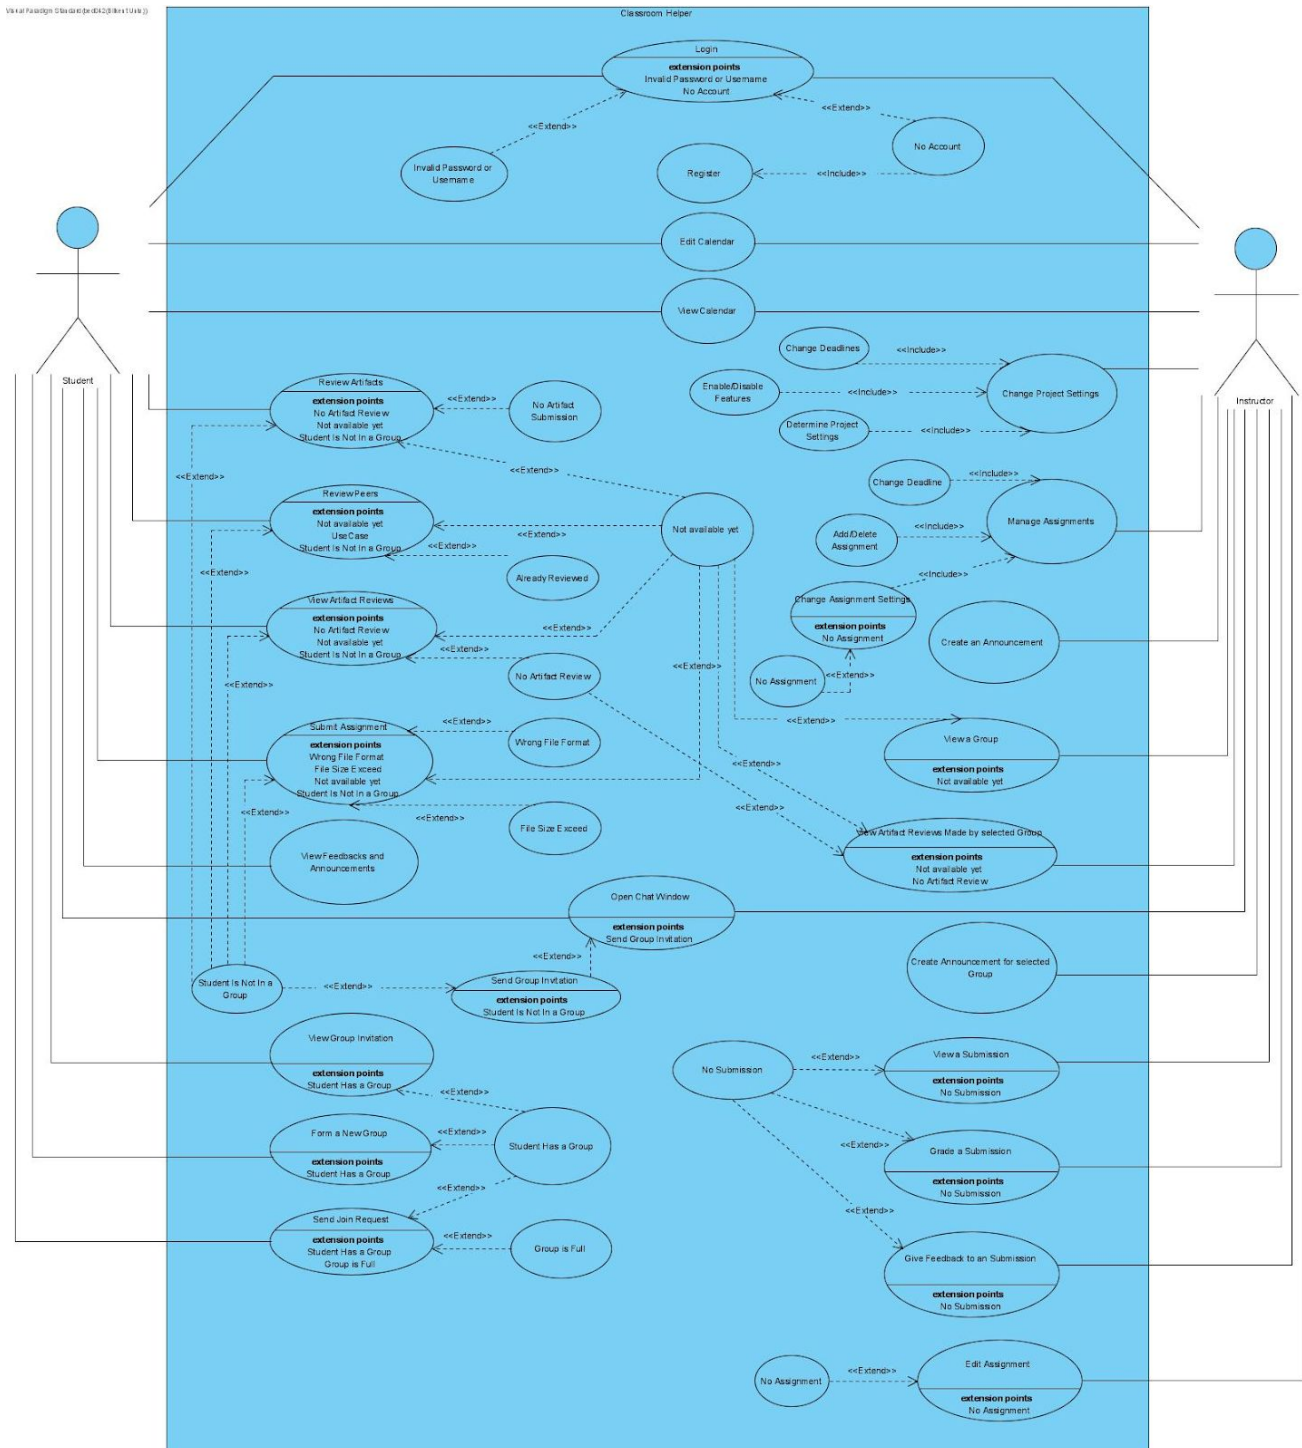 Classroom Helper
Login
extension points
Invalid Password or Username
No Account
<<Extend>>
<<Extend>>
Invalid Password or
Username
No Account
Register
<<Include>>
Edit Calendar
View Calendar
Student
Instructor
Change Deadlines
<<Include>>
Enable/Disable
Features
<<Include>>
Change Project Settings
Determine Project
Settings
<<Include>>
Review Artifacts
extension points
No Artifact Review
Not available yet
Student Is Not In a Group
<<Extend>>
No Artifact
Submission
<<Extend>>
<<Extend>>
Change Deadline
<<Include>>
Manage Assignments
Review Peers
extension points
Not available yet
UseCase
Student Is Not In a Group
<<Extend>>
<<Extend>>
Not available yet
Already Reviewed
<<Extend>>
Add/Delete
Assignment
<<Include>>
<<Include>>
Change Assignment Settings
extension points
No Assignment
View Artifact Reviews
extension points
No Artifact Review
Not available yet
Student Is Not In a Group
<<Extend>>
<<Extend>>
No Artifact Review
<<Extend>>
<<Extend>>
Create an Announcement
No Assignment
<<Extend>>
Submit Assignment
extension points
Wrong File Format
File Size Exceed
Not available yet
Student Is Not In a Group
<<Extend>>
Wrong File Format
<<Extend>>
View a Group
extension points
Not available yet
<<Extend>>
<<Extend>>
<<Extend>>
<<Extend>>
File Size Exceed
View Artifact Reviews Made by selected Group
extension points
Not available yet
No Artifact Review
View Feedbacks and
Announcements
Open Chat Window
extension points
Send Group Invitation
<<Extend>>
Student Is Not In a
Group
<<Extend>>
Send Group Invitation
extension points
Student Is Not In a Group
Create Announcement for selected
Group
View Group Invitation
extension points
Student Has a Group
<<Extend>>
No Submission
<<Extend>>
View a Submission
extension points
No Submission
Form a New Group
extension points
Student Has a Group
<<Extend>>
Student Has a Group
<<Extend>>
Grade a Submission
extension points
No Submission
<<Extend>>
Send Join Request
extension points
Student Has a Group
Group is Full
<<Extend>>
Group is Full
<<Extend>>
Give Feedback to an Submission
extension points
No Submission
No Assignment
<<Extend>>
Edit Assignment
extension points
No Assignment